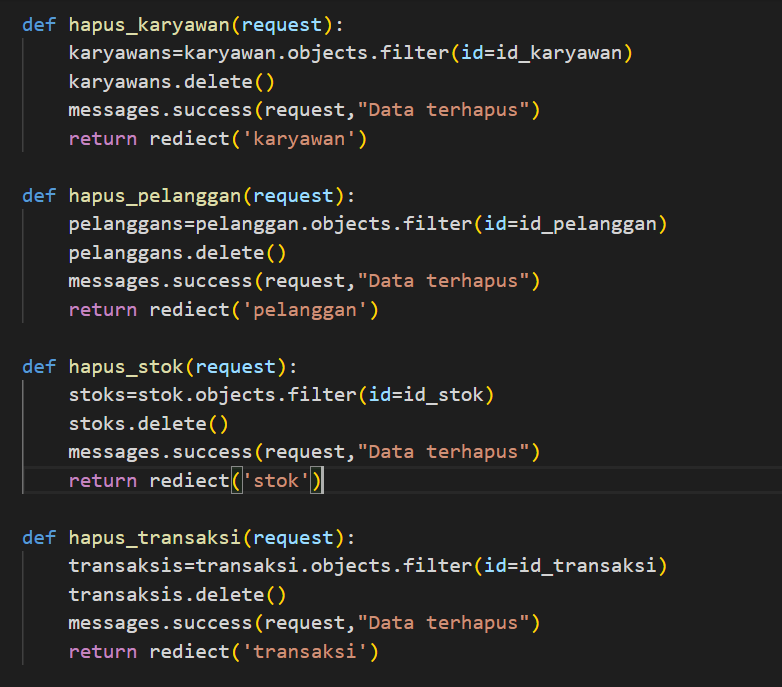 def hapus_karyawan(request):
    karyawans=karyawan.objects.filter(id=id_karyawan)
    karyawans.delete()
    messages.success(request,"Data terhapus")
    return rediect('karyawan')

def hapus_pelanggan(request):
    pelanggans=pelanggan.objects.filter(id=id_pelanggan)
    pelanggans.delete()
    messages.success(request,"Data terhapus")
    return rediect('pelanggan')

def hapus_stok(request):
    stoks=stok.objects.filter(id=id_stok)
    stoks.delete()
    messages.success(request,"Data terhapus")
    return rediect('stok')

def hapus_transaksi(request):
    transaksis=transaksi.objects.filter(id=id_transaksi)
    transaksis.delete()
    messages.success(request,"Data terhapus")
    return rediect('transaksi')